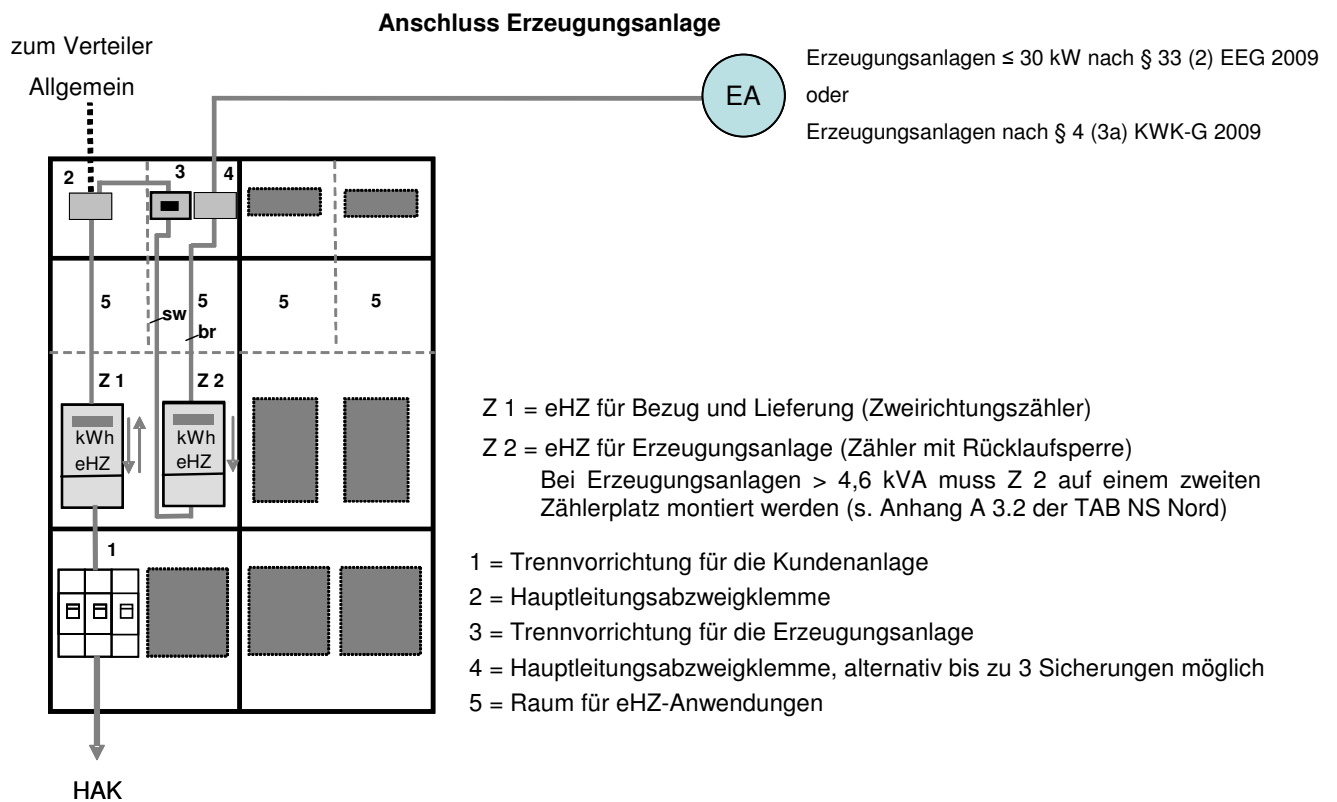 Anschluss Erzeugungsanlage
zum Verteiler
Allgemein
EA
Erzeugungsanlagen ≤ 30 kW nach § 33 (2) EEG 2009
oder
Erzeugungsanlagen nach § 4 (3a) KWK-G 2009
2
3
4
5
sw
5
br
5
5
Z 1
Z 2
kWh
eHZ
kWh
eHZ
1
HAK
Z 1 = eHZ für Bezug und Lieferung (Zweirichtungszähler)
Z 2 = eHZ für Erzeugungsanlage (Zähler mit Rücklaufsperre)
Bei Erzeugungsanlagen > 4,6 kVA muss Z 2 auf einem zweiten
Zählerplatz montiert werden (s. Anhang A 3.2 der TAB NS Nord)
1 = Trennvorrichtung für die Kundenanlage
2 = Hauptleitungsabzweigklemme
3 = Trennvorrichtung für die Erzeugungsanlage
4 = Hauptleitungsabzweigklemme, alternativ bis zu 3 Sicherungen möglich
5 = Raum für eHZ-Anwendungen